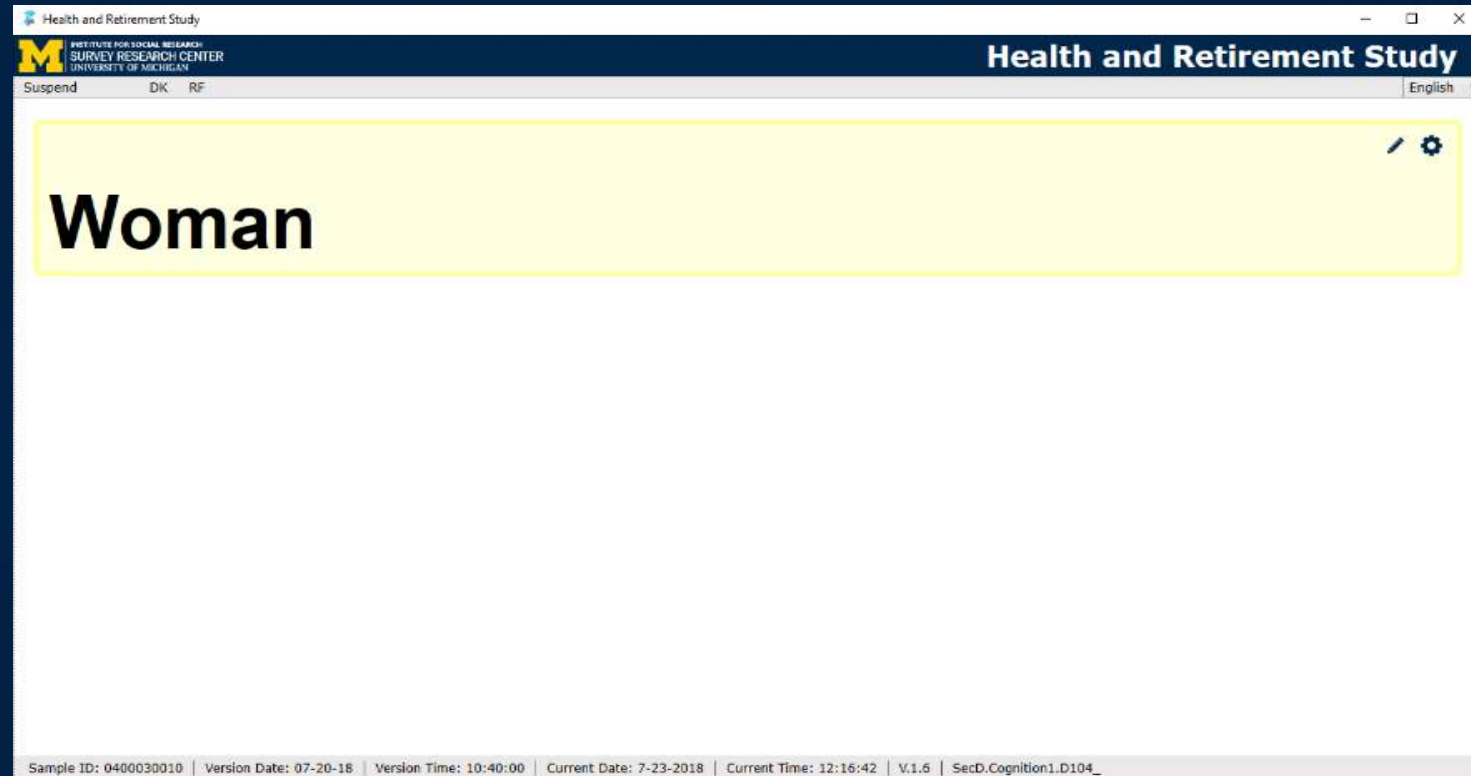 Health and Retirement Study
M INSTITUTE FOR SOCIAL RESEARCH
SURVEY RESEARCH CENTER
UNIVERSITY OF MICHIGAN
Health and Retirement Study
Suspend DK RF English
Woman
Sample ID: 0400030010 | Version Date: 07-20-18 | Version Time: 10:40:00 | Current Date: 7-23-2018 | Current Time: 12:16:42 | V.1.6 | SecD.Cognition1.D104_